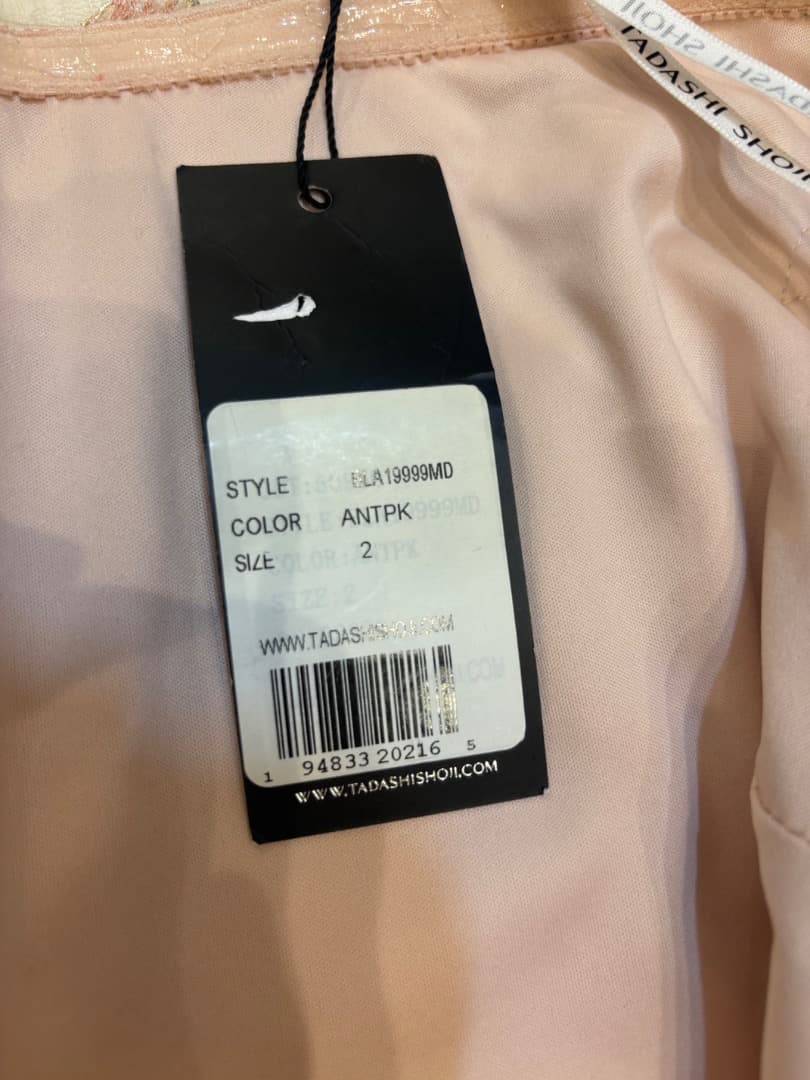 TADASHI SHOJI
STYLE BLA19999MD
COLOR ANTPK
SIZE 2
WWW.TADASHISHOJI.COM
1 94833 20216 5
WWW.TADASHISHOJI.COM